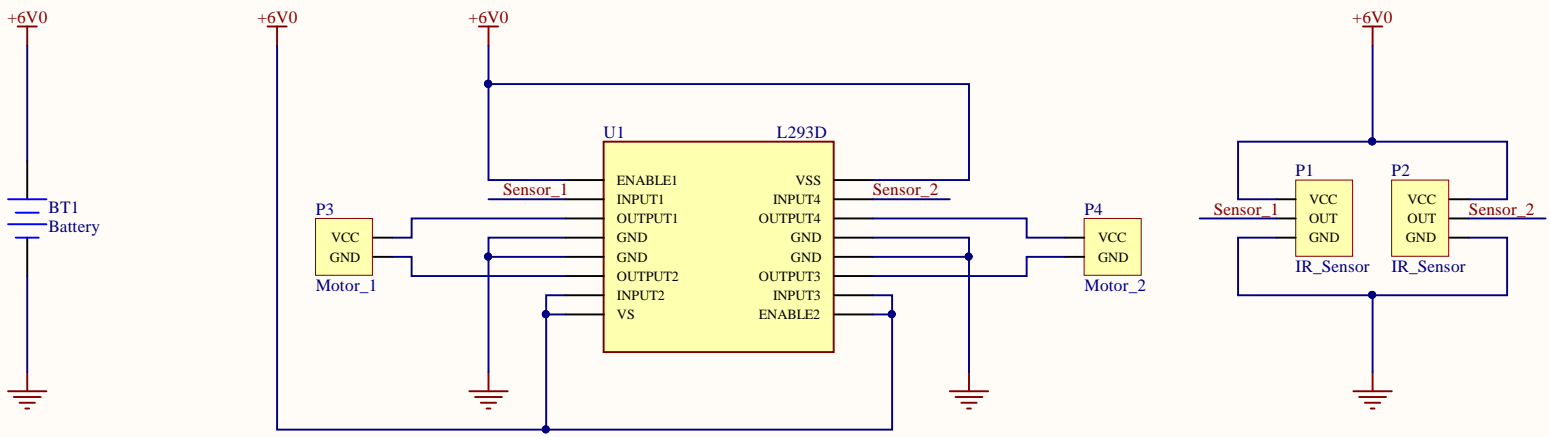 +6V0
+6V0
+6V0
+6V0
BT1
Battery
P3
VCC
GND
Motor_1
U1
L293D
Sensor_1
ENABLE1
INPUT1
OUTPUT1
GND
GND
OUTPUT2
INPUT2
VS
VSS
INPUT4
OUTPUT4
GND
GND
OUTPUT3
INPUT3
ENABLE2
Sensor_2
P4
VCC
GND
Motor_2
Sensor_1
P1
VCC
OUT
GND
IR_Sensor
P2
VCC
OUT
GND
IR_Sensor
Sensor_2